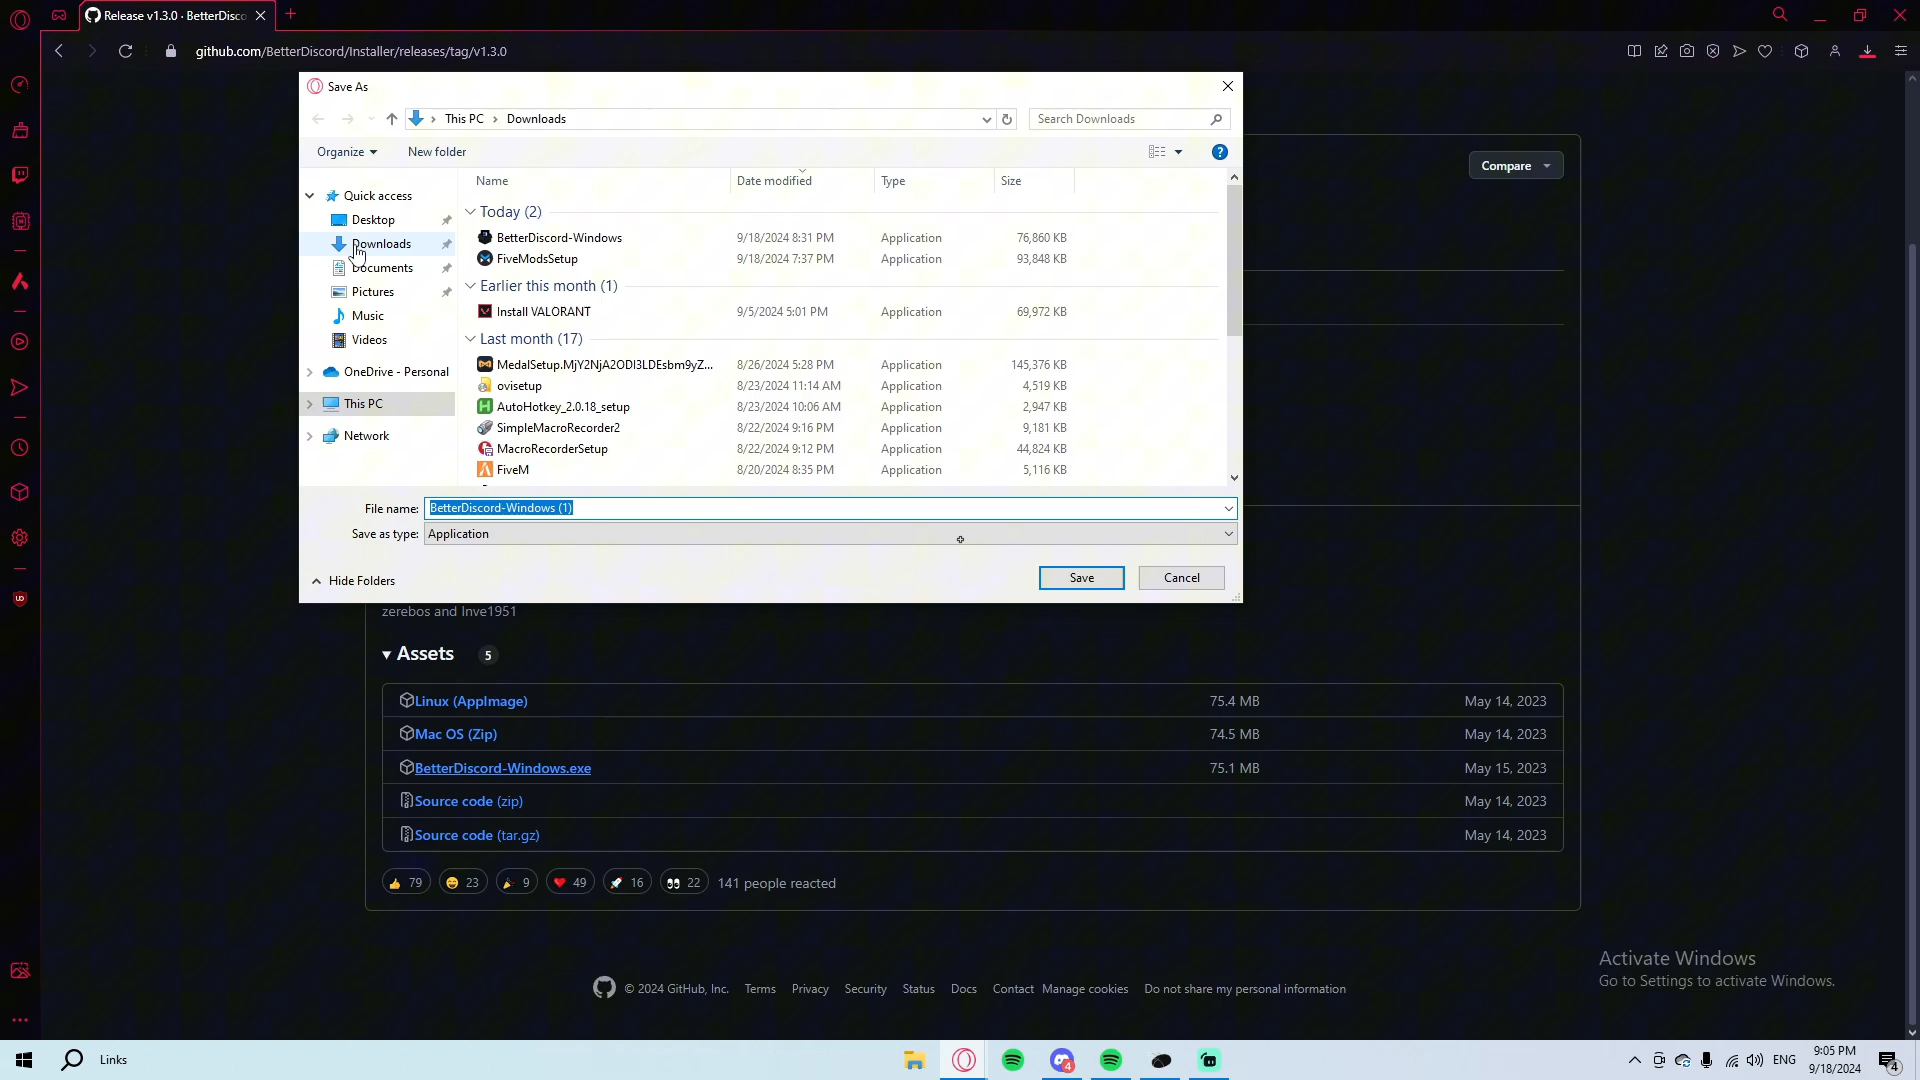 Release v1.3.0 · BetterDisco
github.com/BetterDiscord/Installer/releases/tag/v1.3.0
Save As
This PC > Downloads
Search Downloads
Organize
New folder
Name
Date modified
Type
Size
Quick access
Desktop
Downloads
Documents
Pictures
Music
Videos
OneDrive - Personal
This PC
Network
Today (2)
BetterDiscord-Windows 9/18/2024 8:31 PM Application 76,860 KB
FiveModsSetup 9/18/2024 7:37 PM Application 93,848 KB
Earlier this month (1)
Install VALORANT 9/5/2024 5:01 PM Application 69,972 KB
Last month (17)
MedalSetup.MjY2NjA2ODI3LDEsbm9yZ... 8/26/2024 5:28 PM Application 145,376 KB
ovisetup 8/23/2024 11:14 AM Application 4,519 KB
AutoHotkey_2.0.18_setup 8/23/2024 10:06 AM Application 2,947 KB
SimpleMacroRecorder2 8/22/2024 9:16 PM Application 9,181 KB
MacroRecorderSetup 8/22/2024 9:12 PM Application 44,824 KB
FiveM 8/20/2024 8:35 PM Application 5,116 KB
File name: BetterDiscord-Windows (1)
Save as type: Application
Hide Folders
Save
Cancel
Compare
zerebos and Inve1951
Assets 5
Linux (AppImage) 75.4 MB May 14, 2023
Mac OS (Zip) 74.5 MB May 14, 2023
BetterDiscord-Windows.exe 75.1 MB May 15, 2023
Source code (zip) May 14, 2023
Source code (tar.gz) May 14, 2023
79 23 9 49 16 22 141 people reacted
Activate Windows
Go to Settings to activate Windows.
© 2024 GitHub, Inc. Terms Privacy Security Status Docs Contact Manage cookies Do not share my personal information
Links
4
ENG
9:05 PM
9/18/2024
4